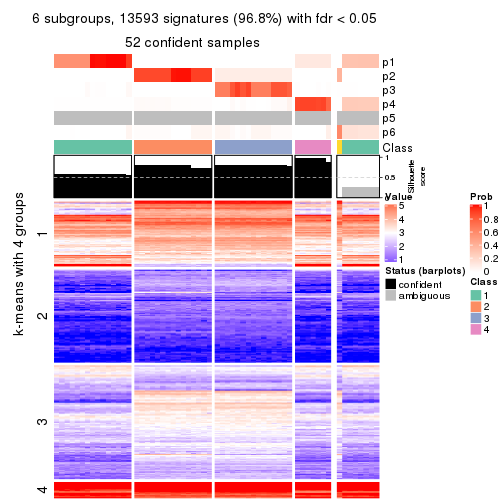 6 subgroups, 13593 signatures (96.8%) with fdr < 0.05
52 confident samples
p1
p2
p3
p4
p5
p6
Class
1
0.5
0
Silhouette
score
k-means with 4 groups
1
2
3
4
Value
5
4
3
2
1
Status (barplots)
confident
ambiguous
Prob
1
0.8
0.6
0.4
0.2
0
Class
1
2
3
4